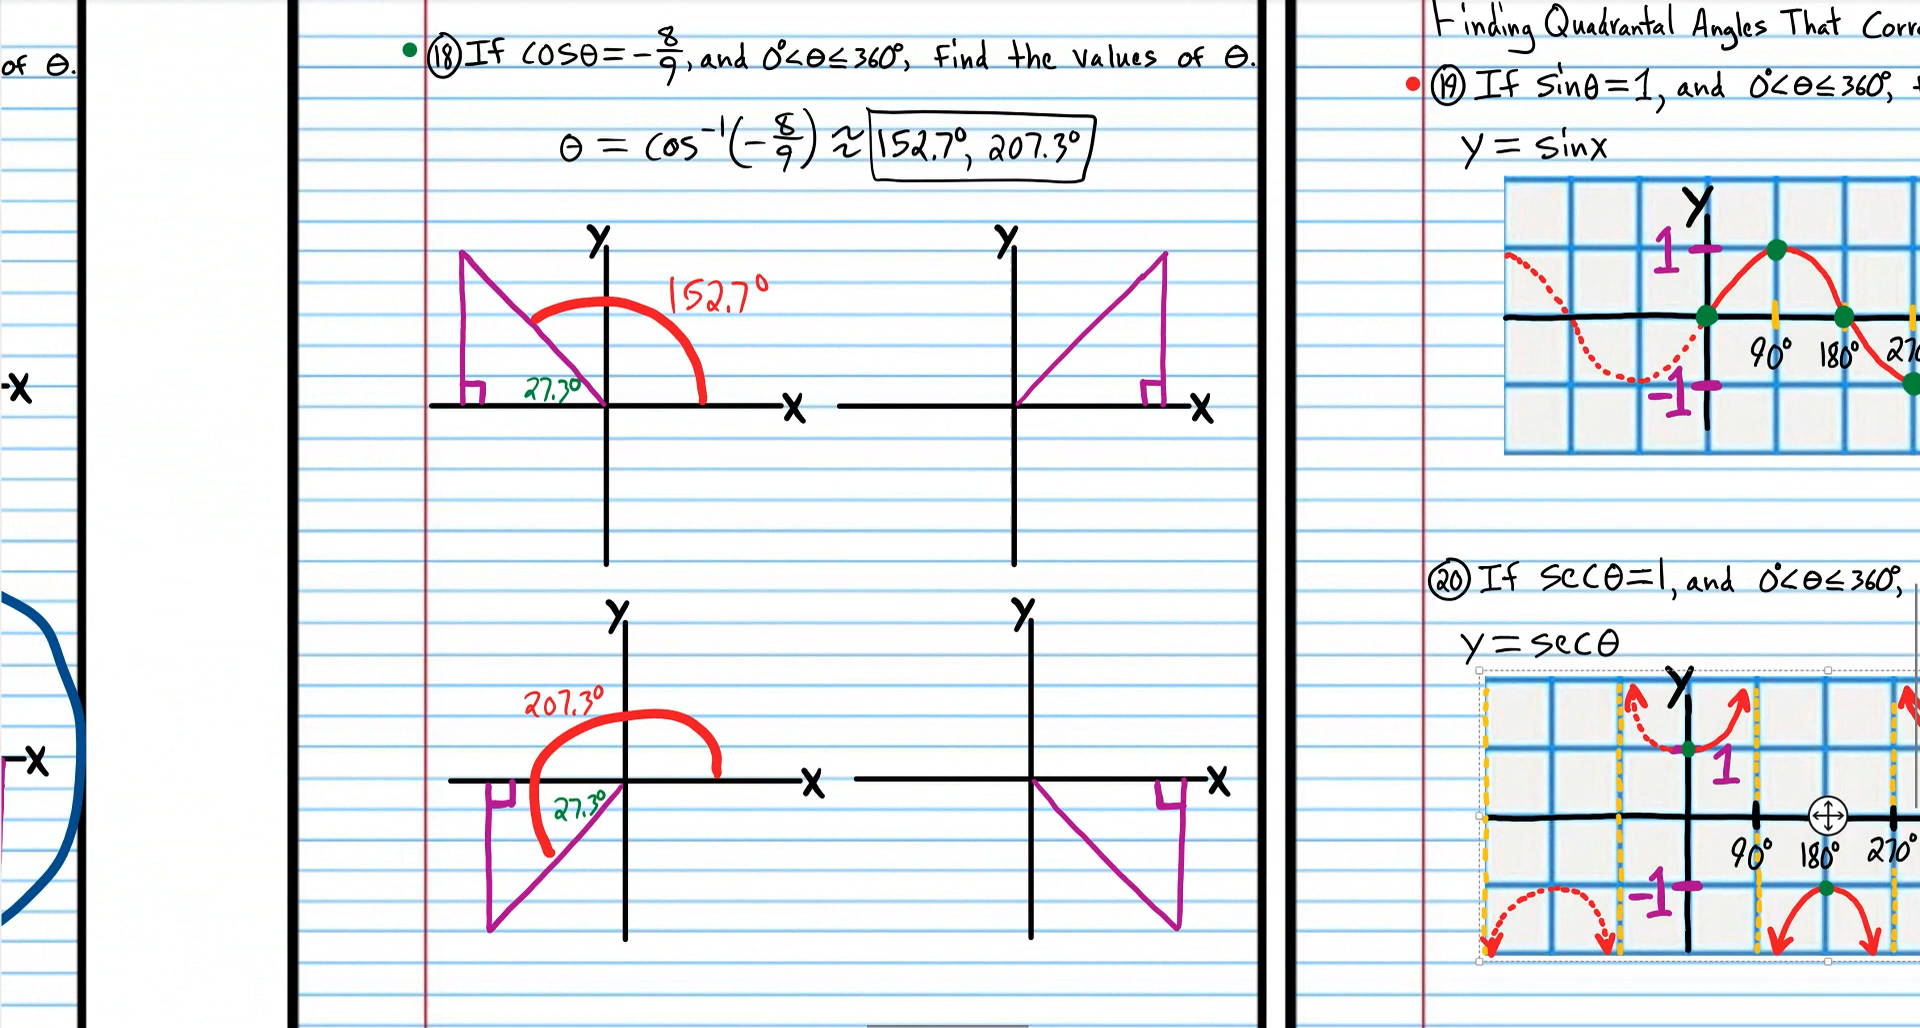 of θ.
-X
-X
⑱ If cosθ = -8/9, and 0°<θ≤360°, find the values of θ.
θ = cos⁻¹(-8/9) ≈ 152.7°, 207.3°
y
152.7°
27.3°
X
y
X
y
207.3°
27.3°
X
y
X
Finding Quadrantal Angles That
⑲ If sinθ=1, and 0°<θ≤360°,
y = sinx
y
1
90° 180°
-1
⑳ If secθ=1, and 0°<θ≤360°,
y = secθ
y
1
90° 180° 270°
-1